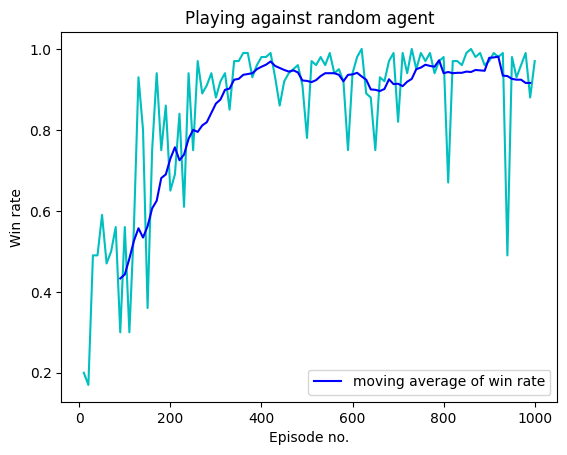 Playing against random agent
Win rate
1.0
0.8
0.6
0.4
0.2
moving average of win rate
0
200
400
600
800
1000
Episode no.